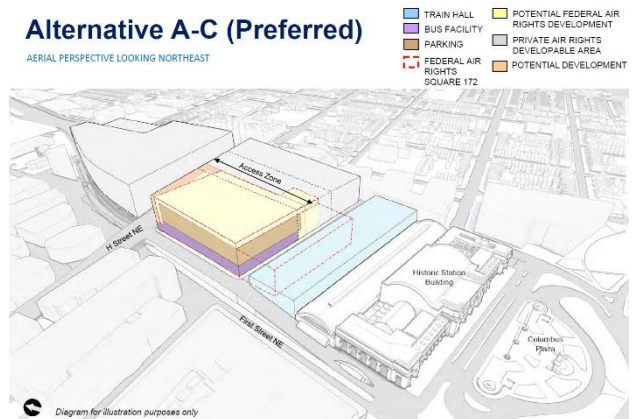 Alternative A-C (Preferred)
AERIAL PERSPECTIVE LOOKING NORTHEAST
TRAIN HALL
BUS FACILITY
PARKING
FEDERAL AIR
RIGHTS
SQUARE 172
POTENTIAL FEDERAL AIR
RIGHTS DEVELOPMENT
PRIVATE AIR RIGHTS
DEVELOPABLE AREA
POTENTIAL DEVELOPMENT
Access Zone
H Street NE
First Street NE
Historic Station
Building
Columbus
Plaza
Diagram for illustration purposes only